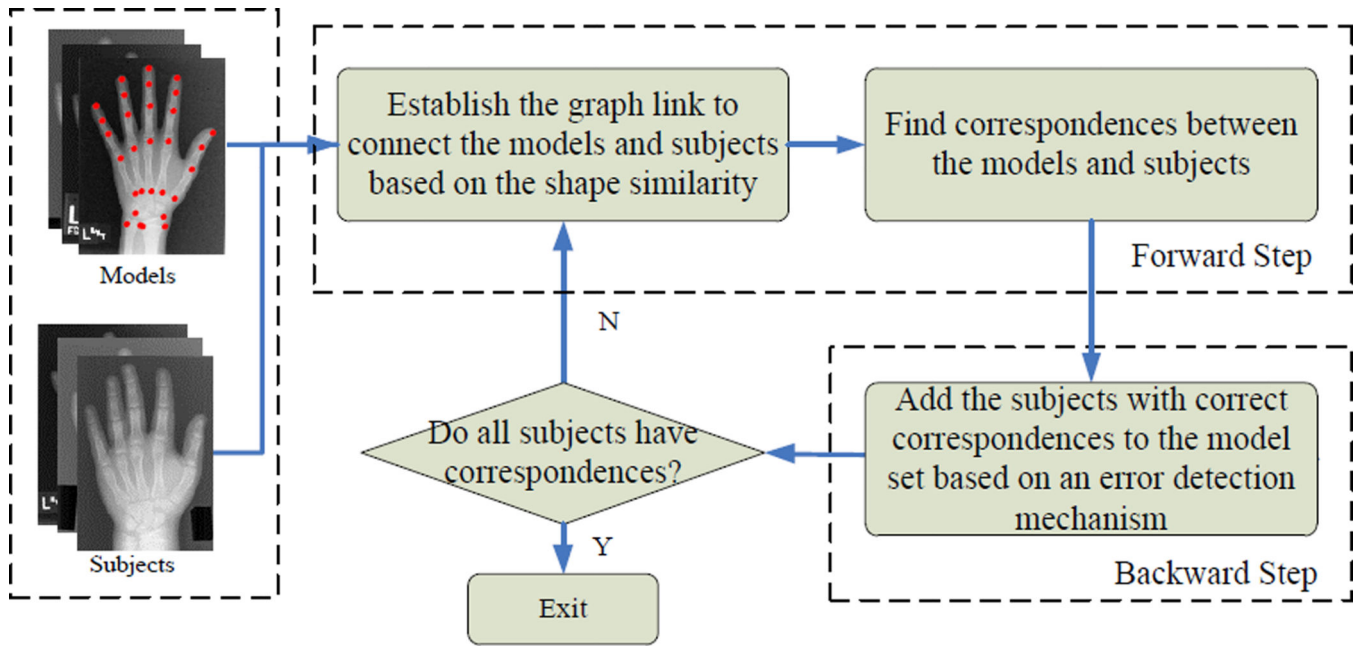 Models
Subjects
Establish the graph link to
connect the models and subjects
based on the shape similarity
Find correspondences between
the models and subjects
Forward Step
N
Do all subjects have
correspondences?
Add the subjects with correct
correspondences to the model
set based on an error detection
mechanism
Backward Step
Y
Exit